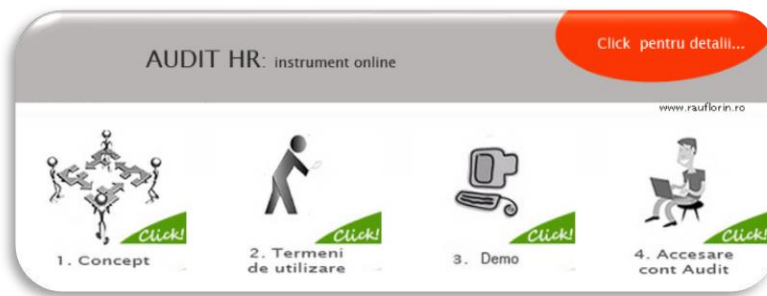 Click pentru detalii...
AUDIT HR: instrument online
www.rauflorin.ro
Click!
Click!
Click!
Click!
1. Concept
2. Termeni
de utilizare
3. Demo
4. Accesare
cont Audit